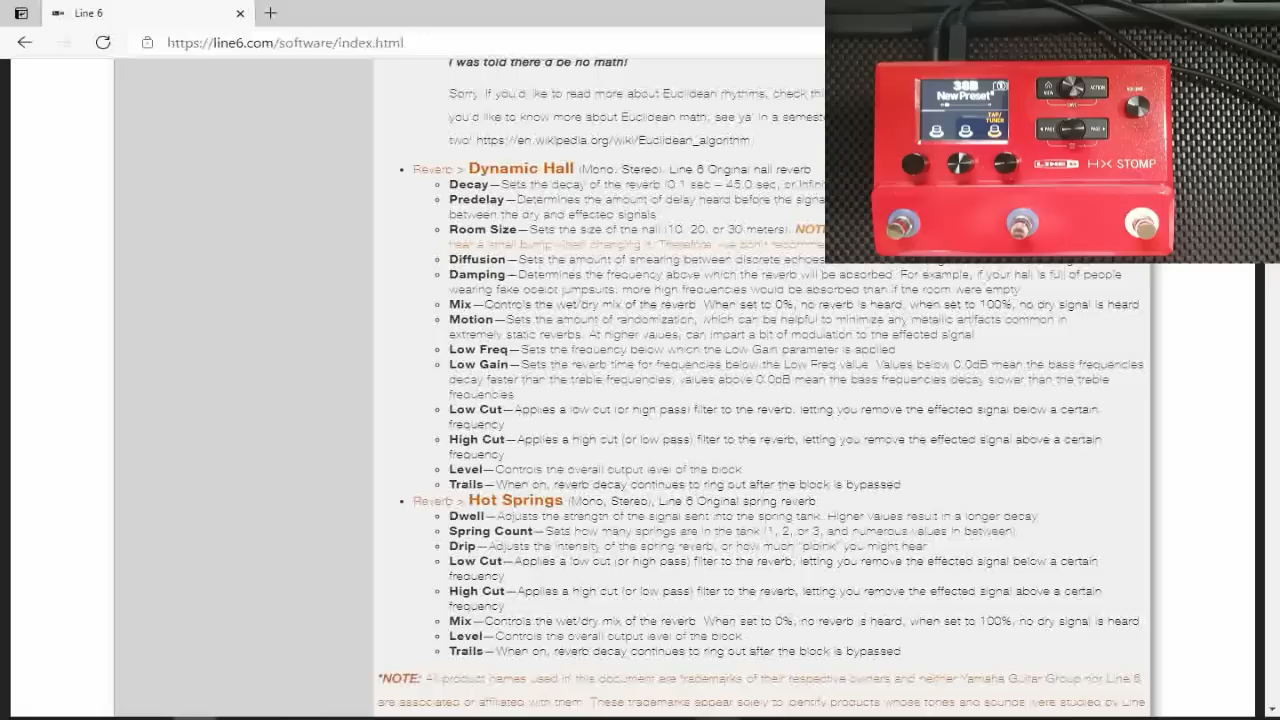 Line 6
https://line6.com/software/index.html
I was told there'd be no math!
Sorry. If you'd like to read more about Euclidean rhythms, check thi
you'd like to know more about Euclidean math, see ya' in a semest
two! https://en.wikipedia.org/wiki/Euclidean_algorithm
Reverb > Dynamic Hall (Mono, Stereo), Line 6 Original hall reverb
Decay—Sets the decay of the reverb (0.1 sec – 45.0 sec, or Infinit
Predelay—Determines the amount of delay heard before the signa
between the dry and effected signals
Room Size—Sets the size of the hall (10, 20, or 30 meters). NOTE
hear a small bump when changing it. Therefore, we don't recomme
Diffusion—Sets the amount of smearing between discrete echoes
Damping—Determines the frequency above which the reverb will be absorbed. For example, if your hall is full of people
wearing fake ocelot jumpsuits, more high frequencies would be absorbed than if the room were empty
Mix—Controls the wet/dry mix of the reverb. When set to 0%, no reverb is heard, when set to 100%, no dry signal is heard
Motion—Sets the amount of randomization, which can be helpful to minimize any metallic artifacts common in
extremely static reverbs. At higher values, can impart a bit of modulation to the effected signal
Low Freq—Sets the frequency below which the Low Gain parameter is applied
Low Gain—Sets the reverb time for frequencies below the Low Freq value. Values below 0.0dB mean the bass frequencies
decay faster than the treble frequencies; values above 0.0dB mean the bass frequencies decay slower than the treble
frequencies
Low Cut—Applies a low cut (or high pass) filter to the reverb, letting you remove the effected signal below a certain
frequency
High Cut—Applies a high cut (or low pass) filter to the reverb, letting you remove the effected signal above a certain
frequency
Level—Controls the overall output level of the block
Trails—When on, reverb decay continues to ring out after the block is bypassed
Reverb > Hot Springs (Mono, Stereo), Line 6 Original spring reverb
Dwell—Adjusts the strength of the signal sent into the spring tank. Higher values result in a longer decay
Spring Count—Sets how many springs are in the tank (1, 2, or 3, and numerous values in between)
Drip—Adjusts the intensity of the spring reverb, or how much "ploink" you might hear
Low Cut—Applies a low cut (or high pass) filter to the reverb, letting you remove the effected signal below a certain
frequency
High Cut—Applies a high cut (or low pass) filter to the reverb, letting you remove the effected signal above a certain
frequency
Mix—Controls the wet/dry mix of the reverb. When set to 0%, no reverb is heard, when set to 100%, no dry signal is heard
Level—Controls the overall output level of the block
Trails—When on, reverb decay continues to ring out after the block is bypassed
*NOTE: All product names used in this document are trademarks of their respective owners and neither Yamaha Guitar Group nor Line 6
are associated or affiliated with them. These trademarks appear solely to identify products whose tones and sounds were studied by Line
38B
New Preset*
TAP/
TUNER
VIEW
ACTION
SAVE
VOLUME
PAGE
PAGE
LINE 6 HX STOMP